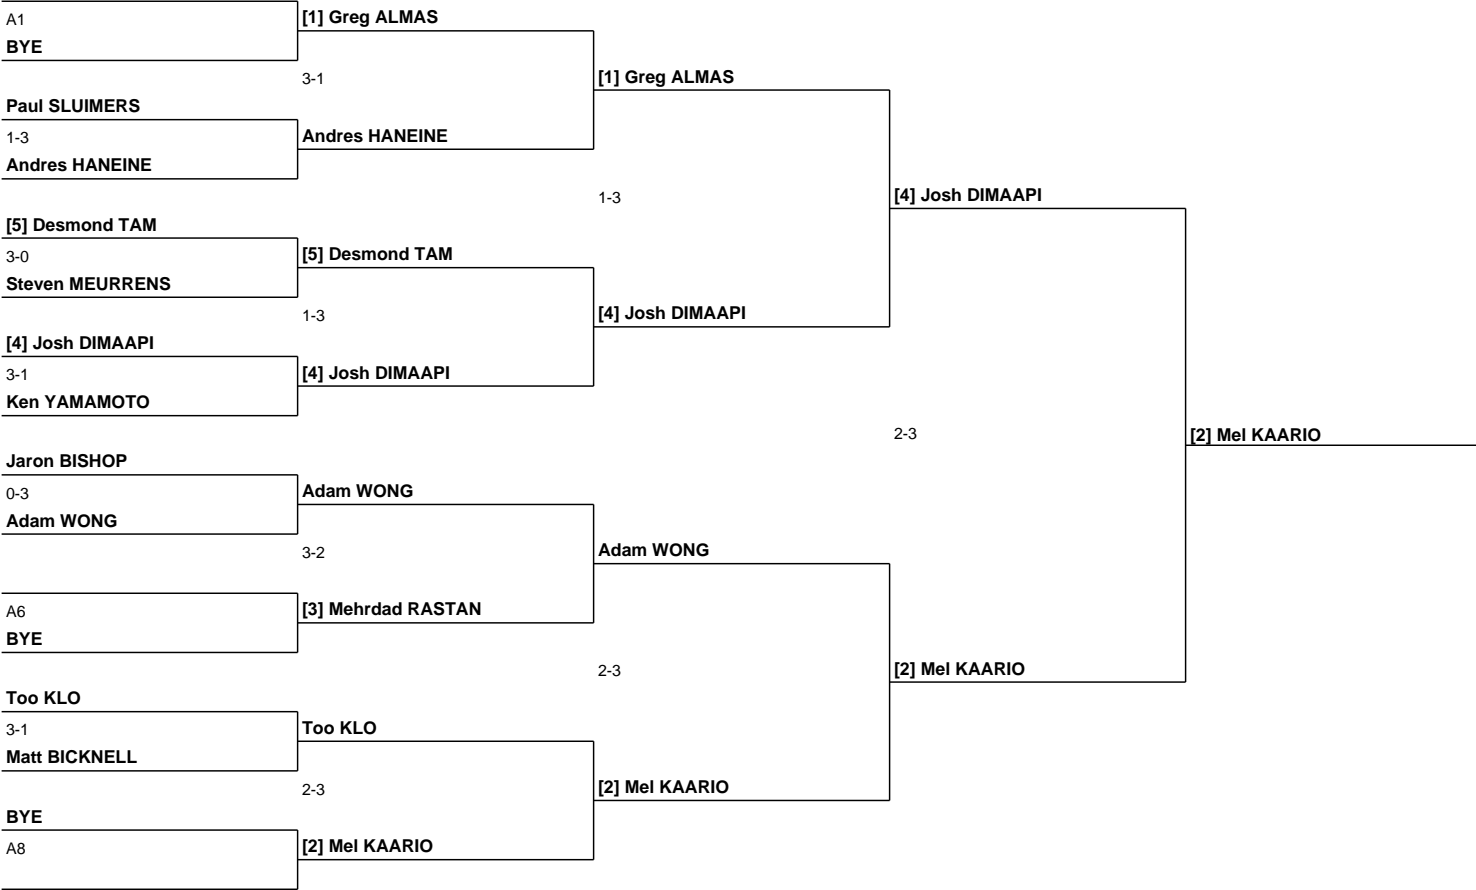 A1
BYE
[1] Greg ALMAS
3-1
[1] Greg ALMAS
Paul SLUIMERS
1-3
Andres HANEINE
Andres HANEINE
1-3
[4] Josh DIMAAPI
[5] Desmond TAM
3-0
Steven MEURRENS
[5] Desmond TAM
1-3
[4] Josh DIMAAPI
[4] Josh DIMAAPI
3-1
Ken YAMAMOTO
[4] Josh DIMAAPI
2-3
[2] Mel KAARIO
Jaron BISHOP
0-3
Adam WONG
Adam WONG
3-2
Adam WONG
A6
BYE
[3] Mehrdad RASTAN
2-3
[2] Mel KAARIO
Too KLO
3-1
Matt BICKNELL
Too KLO
2-3
[2] Mel KAARIO
BYE
A8
[2] Mel KAARIO